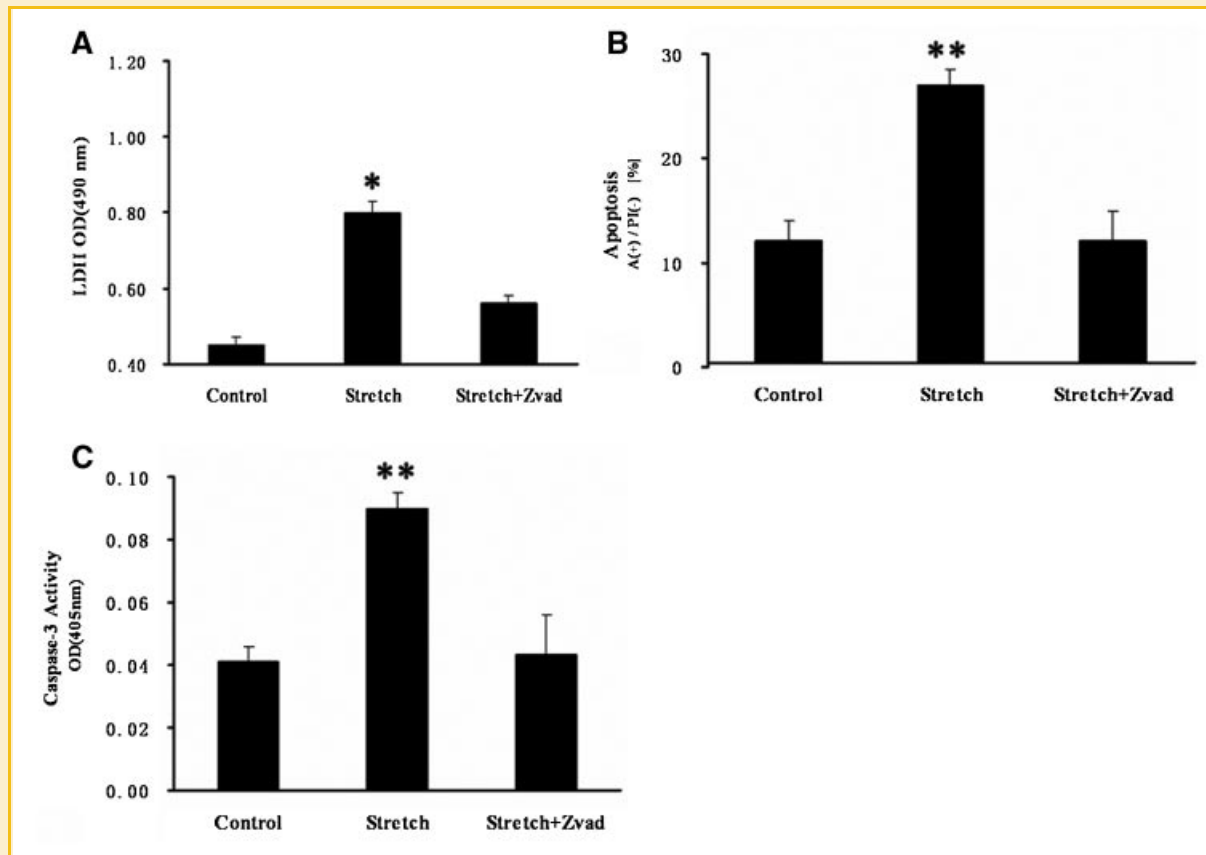 A
1.20
1.00
0.80
0.60
0.40
LDH OD(490 nm)
*
Control Stretch Stretch+Zvad
B
30
20
10
0
Apoptosis
A(+) / PI(-) [%]
**
Control Stretch Stretch+Zvad
C
0.10
0.08
0.06
0.04
0.02
0.00
Caspase-3 Activity
OD(405nm)
**
Control Stretch Stretch+Zvad